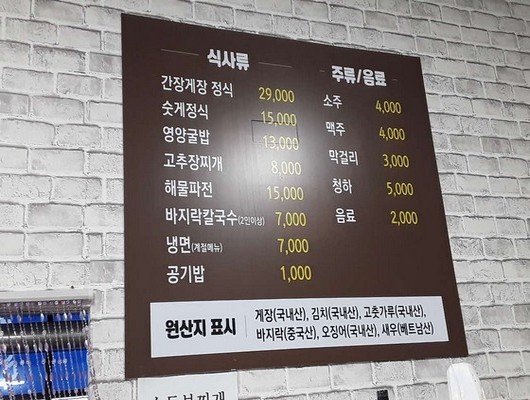 식사류
간장게장 정식 29,000
숫게정식 15,000
영양굴밥 13,000
고추장찌개 8,000
해물파전 15,000
바지락칼국수(2인이상) 7,000
냉면(계절메뉴) 7,000
공기밥 1,000
주류/음료
소주 4,000
맥주 4,000
막걸리 3,000
청하 5,000
음료 2,000
원산지 표시
게장(국내산), 김치(국내산), 고춧가루(국내산),
바지락(중국산), 오징어(국내산), 새우(베트남산)